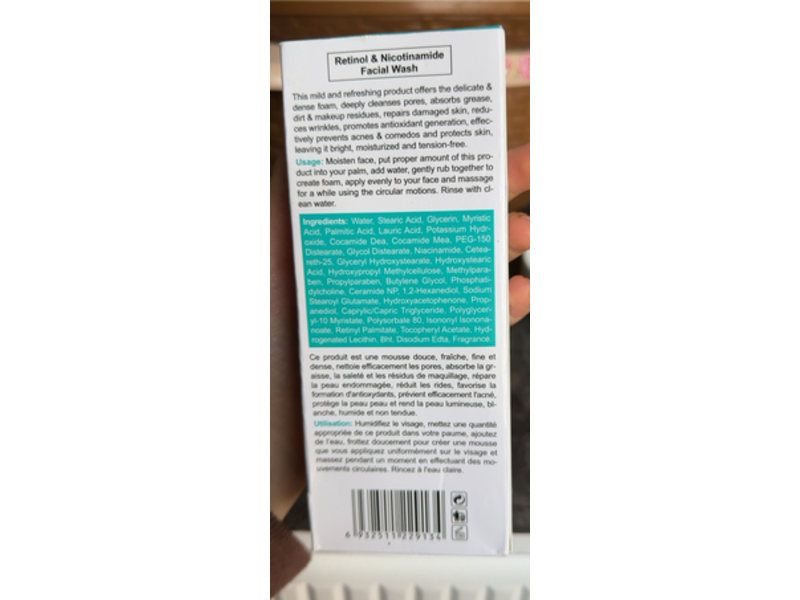 Retinol & Nicotinamide
Facial Wash
This mild and refreshing product offers the delicate &
dense foam, deeply cleanses pores, absorbs grease,
dirt & makeup residues, repairs damaged skin, redu-
ces wrinkles, promotes antioxidant generation, effec-
tively prevents acnes & comedos and protects skin,
leaving it bright, moisturized and tension-free.
Usage: Moisten face, put proper amount of this pro-
duct into your palm, add water, gently rub together to
create foam, apply evenly to your face and massage
for a while using the circular motions. Rinse with cl-
ean water.
Ingredients: Water, Stearic Acid, Glycerin, Myristic
Acid, Palmitic Acid, Lauric Acid, Potassium Hydr-
oxide, Cocamide Dea, Cocamide Mea, PEG-150
Distearate, Glycol Distearate, Niacinamide, Cetea-
reth-25, Glyceryl Hydroxystearate, Hydroxystearic
Acid, Hydroxypropyl Methylcellulose, Methylpara-
ben, Propylparaben, Butylene Glycol, Phosphati-
dylcholine, Ceramide NP, 1,2-Hexanediol, Sodium
Stearoyl Glutamate, Hydroxyacetophenone, Prop-
anediol, Caprylic/Capric Triglyceride, Polyglycer-
yl-10 Myristate, Polysorbate 80, Isononyl Isonona-
noate, Retinyl Palmitate, Tocopheryl Acetate, Hyd-
rogenated Lecithin, Bht, Disodium Edta, Fragrance.
Ce produit est une mousse douce, fraîche, fine et
dense, nettoie efficacement les pores, absorbe la gr-
aisse, la saleté et les résidus de maquillage, répare
la peau endommagée, réduit les rides, favorise la
formation d'antioxydants, prévient efficacement l'acné,
protège la peau peau et rend la peau lumineuse, bl-
anche, humide et non tendue.
Utilisation: Humidifiez le visage, mettez une quantité
appropriée de ce produit dans votre paume, ajoutez
de l'eau, frottez doucement pour créer une mousse
que vous appliquez uniformément sur le visage et
massez pendant un moment en effectuant des mo-
uvements circulaires. Rincez à l'eau claire.
6 932511 229134